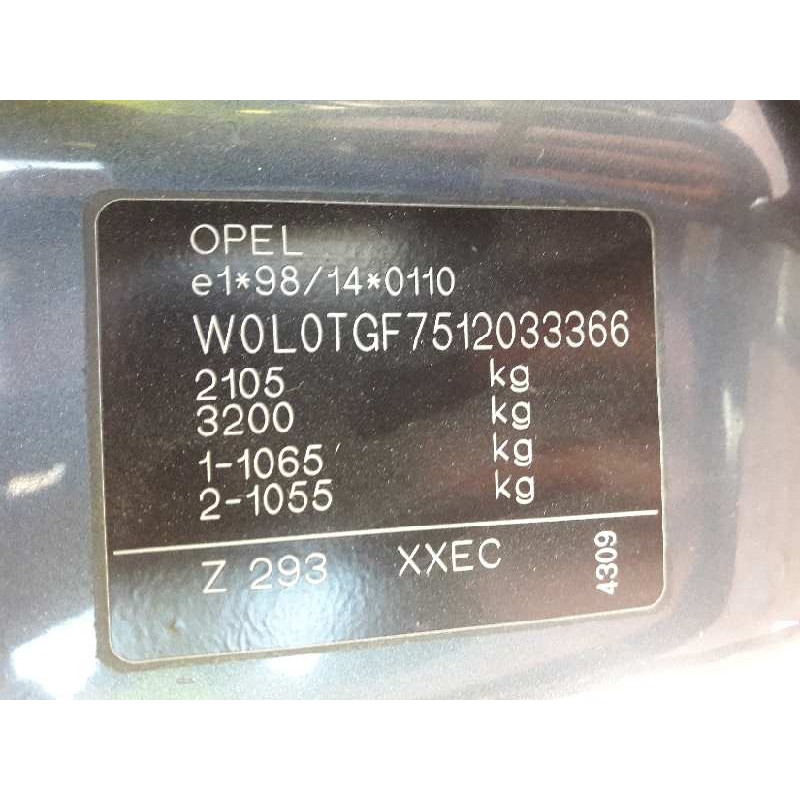 OPEL
e1*98/14*0110
W0L0TGF7512033366
2105 kg
3200 kg
1-1065 kg
2-1055 kg
Z 293 XXEC 4309